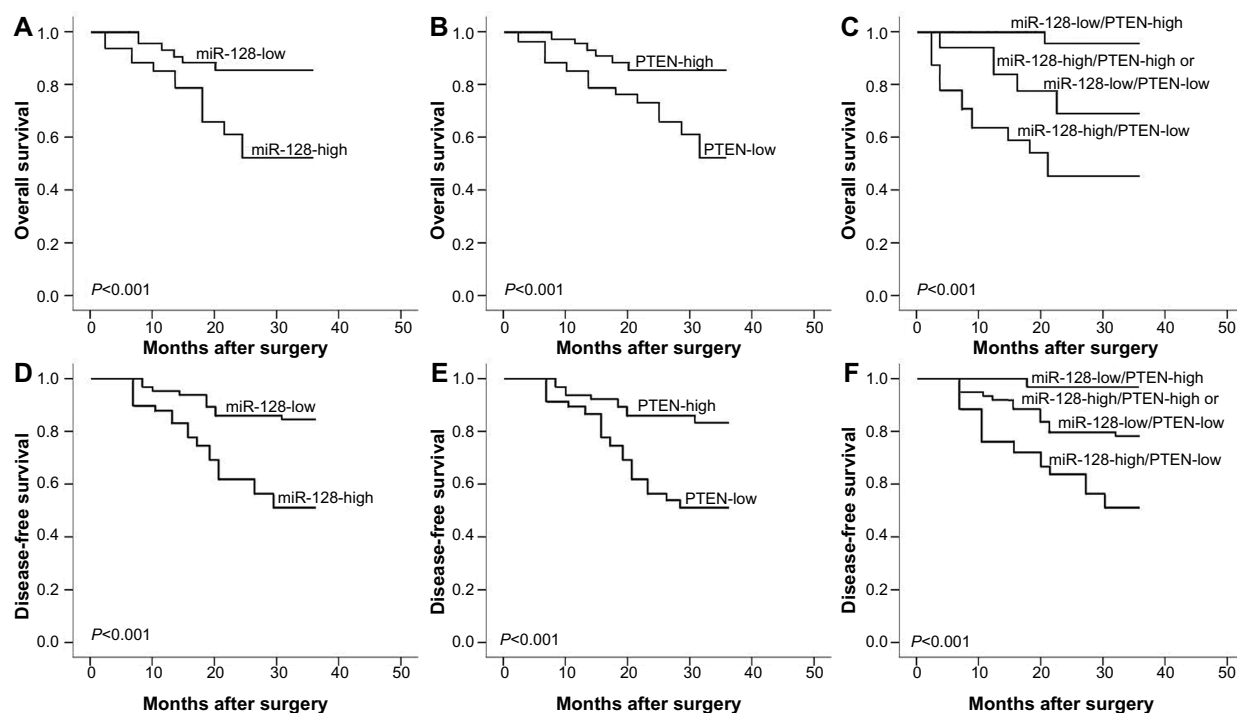 A
Overall survival
1.0
0.8
0.6
0.4
0.2
0.0
miR-128-low
miR-128-high
P<0.001
0 10 20 30 40 50
Months after surgery
B
Overall survival
1.0
0.8
0.6
0.4
0.2
0.0
PTEN-high
PTEN-low
P<0.001
0 10 20 30 40 50
Months after surgery
C
Overall survival
1.0
0.8
0.6
0.4
0.2
0.0
miR-128-low/PTEN-high
miR-128-high/PTEN-high or
miR-128-low/PTEN-low
miR-128-high/PTEN-low
P<0.001
0 10 20 30 40 50
Months after surgery
D
Disease-free survival
1.0
0.8
0.8
0.4
0.6
0.0
miR-128-low
miR-128-high
P<0.001
0 10 20 30 40 50
Months after surgery
E
Disease-free survival
1.0
0.8
0.8
0.4
0.6
0.0
PTEN-high
PTEN-low
P<0.001
0 10 20 30 40 50
Months after surgery
F
Disease-free survival
1.0
0.8
0.8
0.4
0.6
0.0
miR-128-low/PTEN-high
miR-128-high/PTEN-high or
miR-128-low/PTEN-low
miR-128-high/PTEN-low
P<0.001
0 10 20 30 40 50
Months after surgery